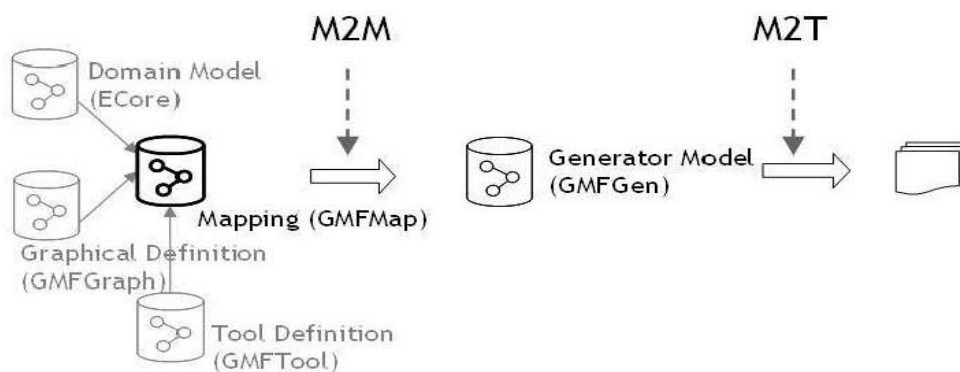 M2M
M2T
Domain Model
(ECore)
Generator Model
(GMFGen)
Mapping (GMFMap)
Graphical Definition
(GMFGraph)
Tool Definition
(GMFTool)